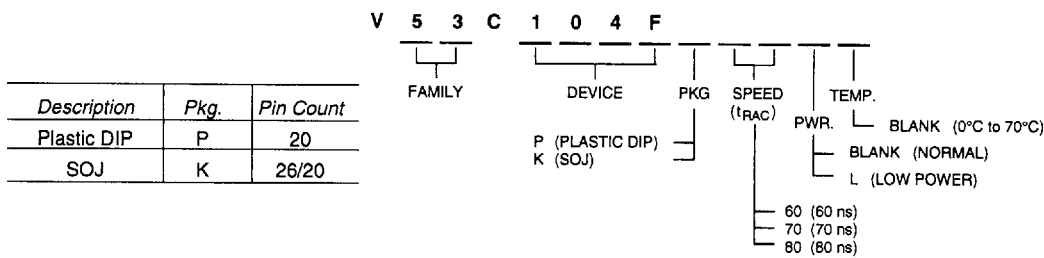 V 5 3 C 1 0 4 F
FAMILY
DEVICE
PKG
SPEED
(tRAC)
PWR.
TEMP.
BLANK (0°C to 70°C)
BLANK (NORMAL)
L (LOW POWER)
P (PLASTIC DIP)
K (SOJ)
60 (60 ns)
70 (70 ns)
80 (80 ns)
Description Pkg. Pin Count
Plastic DIP P 20
SOJ K 26/20